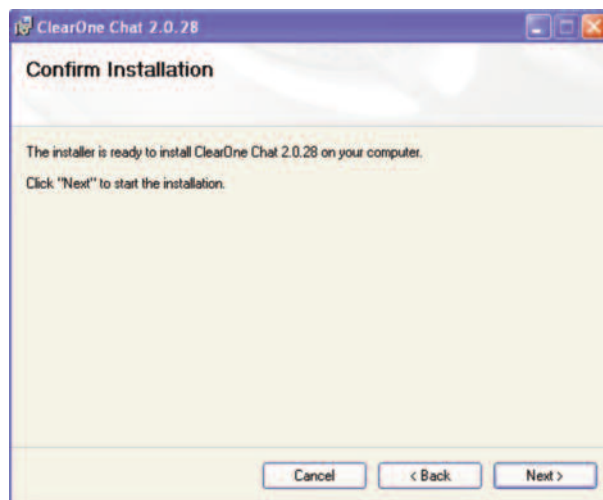 ClearOne Chat 2.0.28
Confirm Installation
The installer is ready to install ClearOne Chat 2.0.28 on your computer.
Click "Next" to start the installation.
Cancel
< Back
Next >